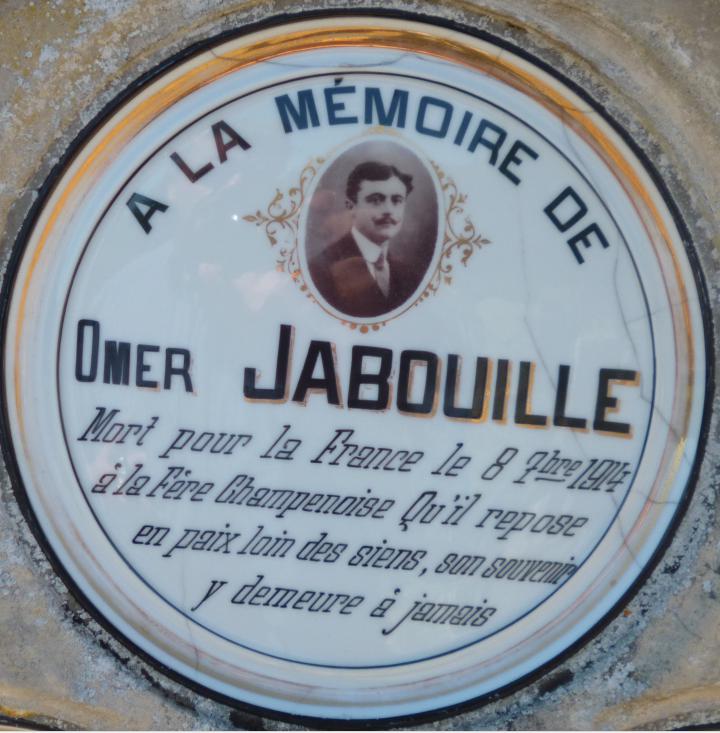 A LA MÉMOIRE DE
OMER JABOUILLE
Mort pour la France le 8 7bre 1914
à la Fère Champenoise Qu'il repose
en paix loin des siens, son souvenir
y demeure à jamais